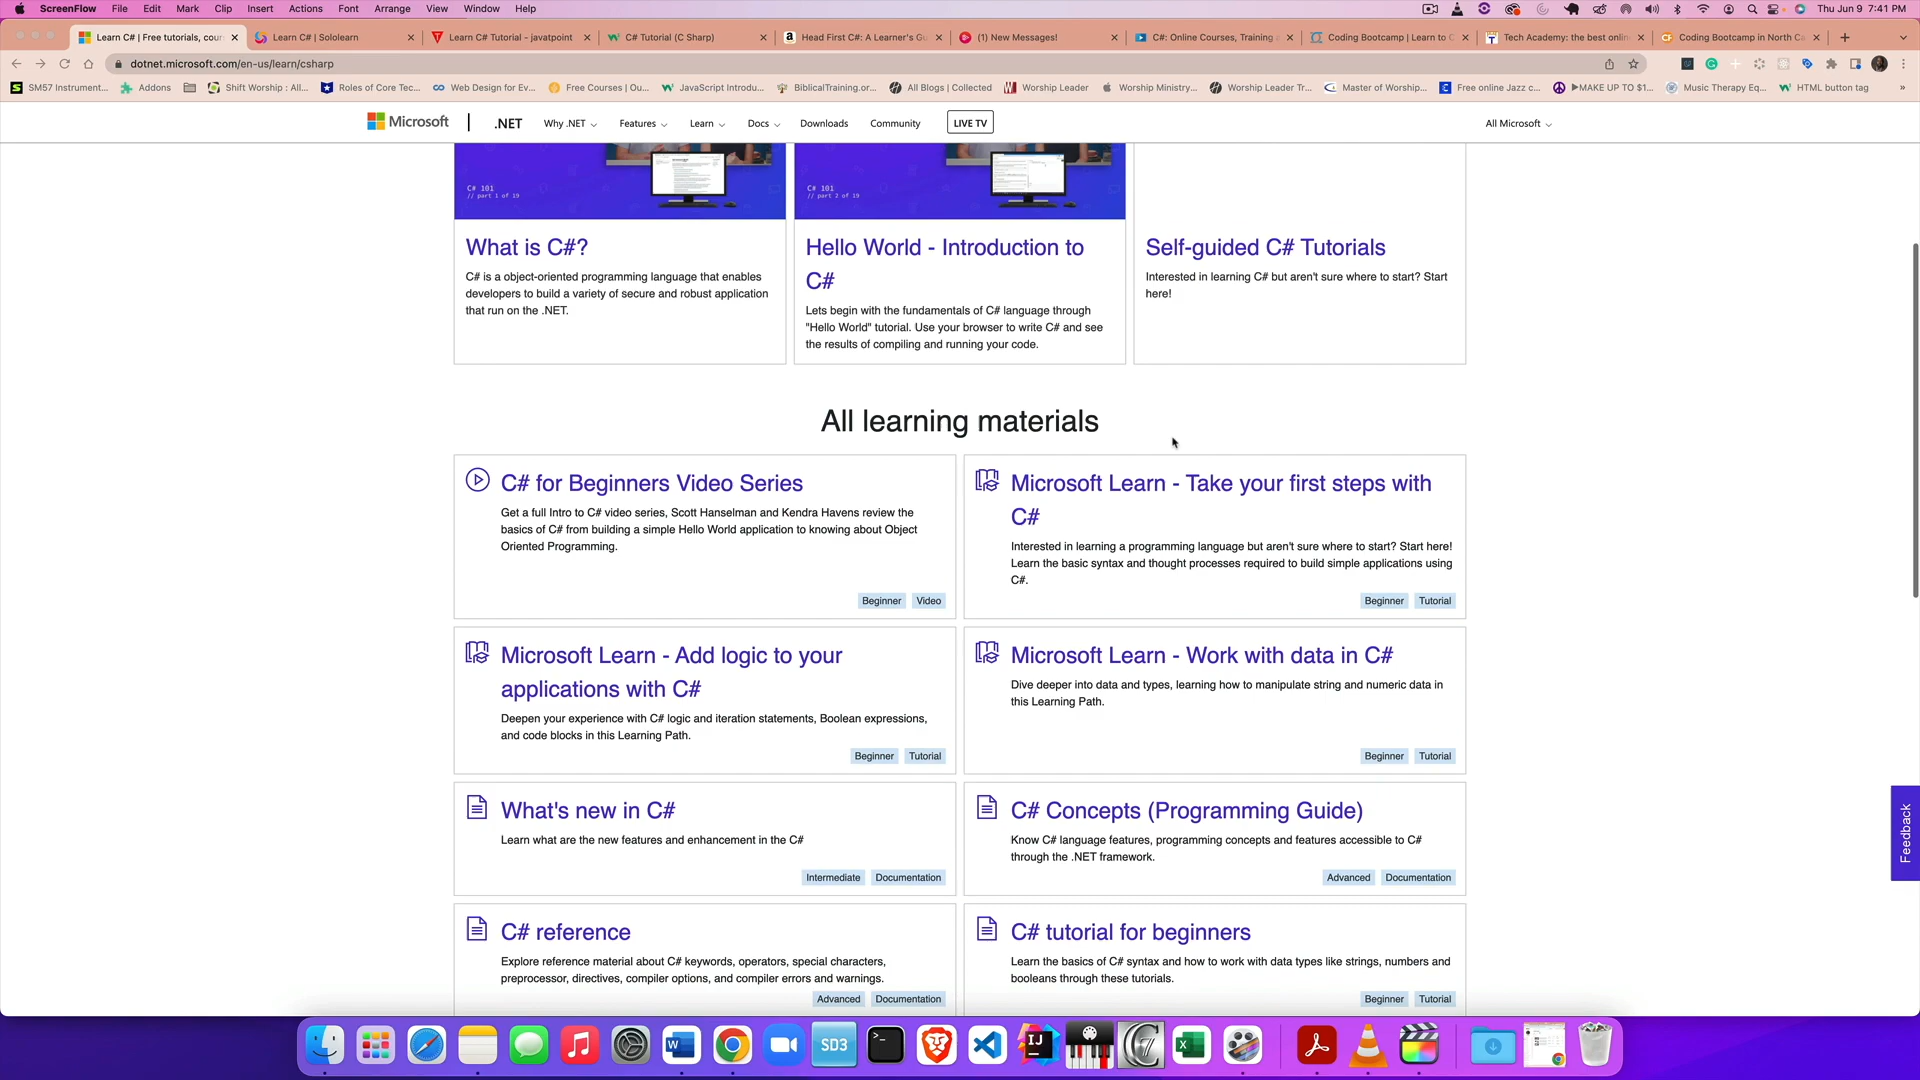 ScreenFlow File Edit Mark Clip Insert Actions Font Arrange View Window Help Thu Jun 9 7:41 PM
Learn C# | Free tutorials, cour Learn C# | Sololearn Learn C# Tutorial - javatpoint C# Tutorial (C Sharp) Head First C#: A Learner's Gu (1) New Messages! C#: Online Courses, Training Coding Bootcamp | Learn to C Tech Academy: the best onlin Coding Bootcamp in North Ca
dotnet.microsoft.com/en-us/learn/csharp
SM57 Instrument... Addons Shift Worship : All... Roles of Core Tec... Web Design for Ev... Free Courses | Ou... JavaScript Introdu... BiblicalTraining.or... All Blogs | Collected Worship Leader Worship Ministry... Worship Leader Tr... Master of Worship... Free online Jazz c... ▶MAKE UP TO $1... Music Therapy Eq... HTML button tag »
Microsoft .NET Why .NET Features Learn Docs Downloads Community LIVE TV All Microsoft
C# 101
// part 1 of 19
C# 101
// part 2 of 19
What is C#?
C# is a object-oriented programming language that enables
developers to build a variety of secure and robust application
that run on the .NET.
Hello World - Introduction to
C#
Lets begin with the fundamentals of C# language through
"Hello World" tutorial. Use your browser to write C# and see
the results of compiling and running your code.
Self-guided C# Tutorials
Interested in learning C# but aren't sure where to start? Start
here!
All learning materials
C# for Beginners Video Series
Get a full Intro to C# video series, Scott Hanselman and Kendra Havens review the
basics of C# from building a simple Hello World application to knowing about Object
Oriented Programming.
Beginner Video
Microsoft Learn - Take your first steps with
C#
Interested in learning a programming language but aren't sure where to start? Start here!
Learn the basic syntax and thought processes required to build simple applications using
C#.
Beginner Tutorial
Microsoft Learn - Add logic to your
applications with C#
Deepen your experience with C# logic and iteration statements, Boolean expressions,
and code blocks in this Learning Path.
Beginner Tutorial
Microsoft Learn - Work with data in C#
Dive deeper into data and types, learning how to manipulate string and numeric data in
this Learning Path.
Beginner Tutorial
What's new in C#
Learn what are the new features and enhancement in the C#
Intermediate Documentation
C# Concepts (Programming Guide)
Know C# language features, programming concepts and features accessible to C#
through the .NET framework.
Advanced Documentation
C# reference
Explore reference material about C# keywords, operators, special characters,
preprocessor, directives, compiler options, and compiler errors and warnings.
Advanced Documentation
C# tutorial for beginners
Learn the basics of C# syntax and how to work with data types like strings, numbers and
booleans through these tutorials.
Beginner Tutorial
Feedback
SD3